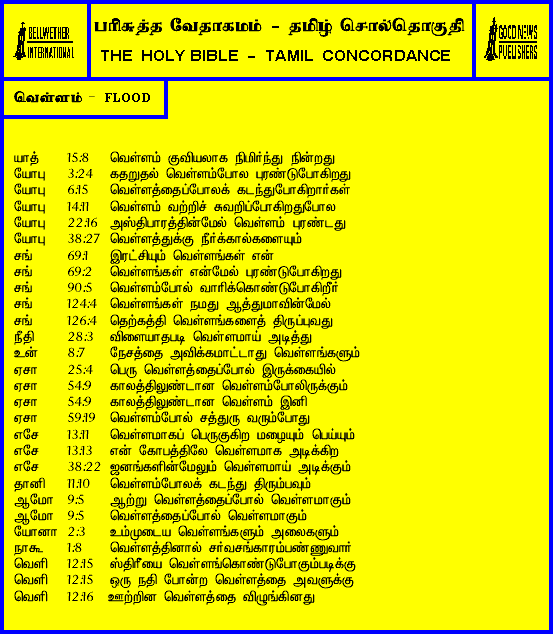 BELLWETHER INTERNATIONAL
பரிசுத்த வேதாகமம் - தமிழ் சொல்தொகுதி
THE HOLY BIBLE - TAMIL CONCORDANCE
GOOD NEWS PUBLISHERS
வெள்ளம் - FLOOD
யாத் 15:8 வெள்ளம் குவியலாக நிமிர்ந்து நின்றது
யோபு 3:24 கதறுதல் வெள்ளம்போல புரண்டுபோகிறது
யோபு 6:15 வெள்ளத்தைப்போலக் கடந்துபோகிறார்கள்
யோபு 14:11 வெள்ளம் வற்றிச் சுவறிப்போகிறதுபோல
யோபு 22:16 அஸ்திபாரத்தின்மேல் வெள்ளம் புரண்டது
யோபு 38:27 வெள்ளத்துக்கு நீர்க்கால்களையும்
சங் 69:1 இரட்சியும் வெள்ளங்கள் என்
சங் 69:2 வெள்ளங்கள் என்மேல் புரண்டுபோகிறது
சங் 90:5 வெள்ளம்போல் வாரிக்கொண்டுபோகிறீர்
சங் 124:4 வெள்ளங்கள் நமது ஆத்துமாவின்மேல்
சங் 126:4 தெற்கத்தி வெள்ளங்களைத் திருப்புவது
நீதி 28:3 விளையாதபடி வெள்ளமாய் அடித்து
உன் 8:7 நேசத்தை அவிக்கமாட்டாது வெள்ளங்களும்
ஏசா 25:4 பெரு வெள்ளத்தைப்போல் இருக்கையில்
ஏசா 54:9 காலத்திலுண்டான வெள்ளம்போலிருக்கும்
ஏசா 54:9 காலத்திலுண்டான வெள்ளம் இனி
ஏசா 59:19 வெள்ளம்போல் சத்துரு வரும்போது
எசே 13:11 வெள்ளமாகப் பெருகுகிற மழையும் பெய்யும்
எசே 13:13 என் கோபத்திலே வெள்ளமாக அடிக்கிற
எசே 38:22 ஜனங்களின்மேலும் வெள்ளமாய் அடிக்கும்
தானி 11:10 வெள்ளம்போலக் கடந்து திரும்பவும்
ஆமோ 9:5 ஆற்று வெள்ளத்தைப்போல் வெள்ளமாகும்
ஆமோ 9:5 வெள்ளத்தைப்போல் வெள்ளமாகும்
யோனா 2:3 உம்முடைய வெள்ளங்களும் அலைகளும்
நாகூ 1:8 வெள்ளத்தினால் சர்வசங்காரம்பண்ணுவார்
வெளி 12:15 ஸ்திரீயை வெள்ளங்கொண்டுபோகும்படிக்கு
வெளி 12:15 ஒரு நதி போன்ற வெள்ளத்தை அவளுக்கு
வெளி 12:16 ஊற்றின வெள்ளத்தை விழுங்கினது